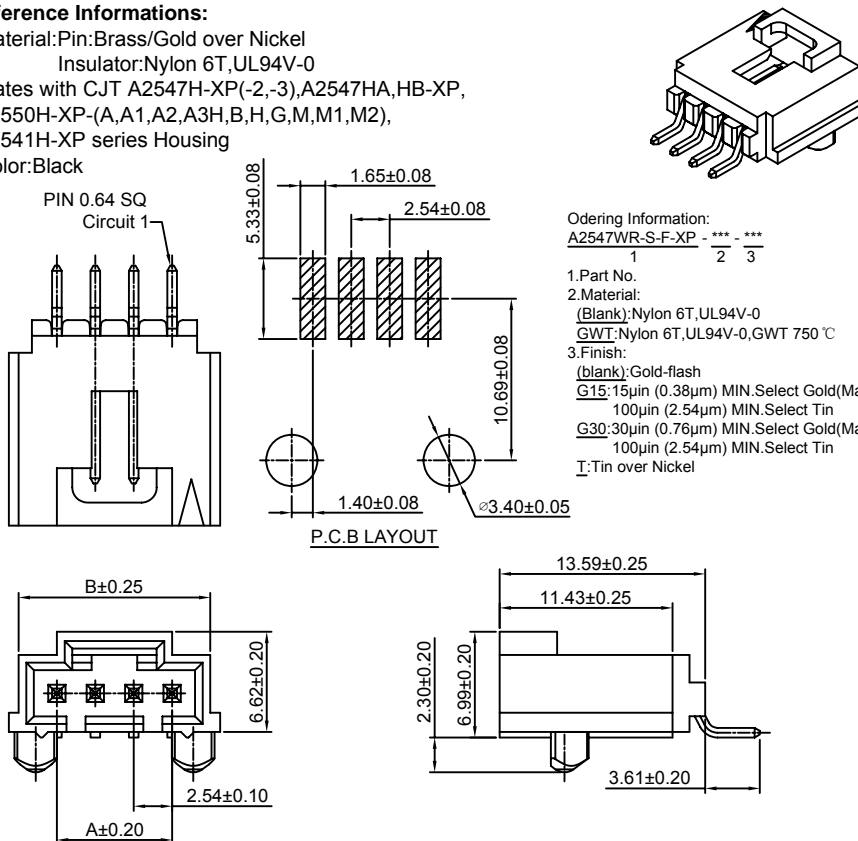 ference Informations:
aterial:Pin:Brass/Gold over Nickel
Insulator:Nylon 6T,UL94V-0
ates with CJT A2547H-XP(-2,-3),A2547HA,HB-XP,
550H-XP-(A,A1,A2,A3H,B,H,G,M,M1,M2),
541H-XP series Housing
olor:Black
PIN 0.64 SQ
Circuit 1
5.33±0.08
1.65±0.08
2.54±0.08
10.69±0.08
1.40±0.08
⌀3.40±0.05
P.C.B LAYOUT
Odering Information:
A2547WR-S-F-XP - *** - ***
1 2 3
1.Part No.
2.Material:
(Blank):Nylon 6T,UL94V-0
GWT:Nylon 6T,UL94V-0,GWT 750℃
3.Finish:
(blank):Gold-flash
G15:15µin (0.38µm) MIN.Select Gold(Ma
100µin (2.54µm) MIN.Select Tin
G30:30µin (0.76µm) MIN.Select Gold(Ma
100µin (2.54µm) MIN.Select Tin
T:Tin over Nickel
B±0.25
6.62±0.20
2.54±0.10
A±0.20
13.59±0.25
11.43±0.25
2.30±0.20
6.99±0.20
3.61±0.20